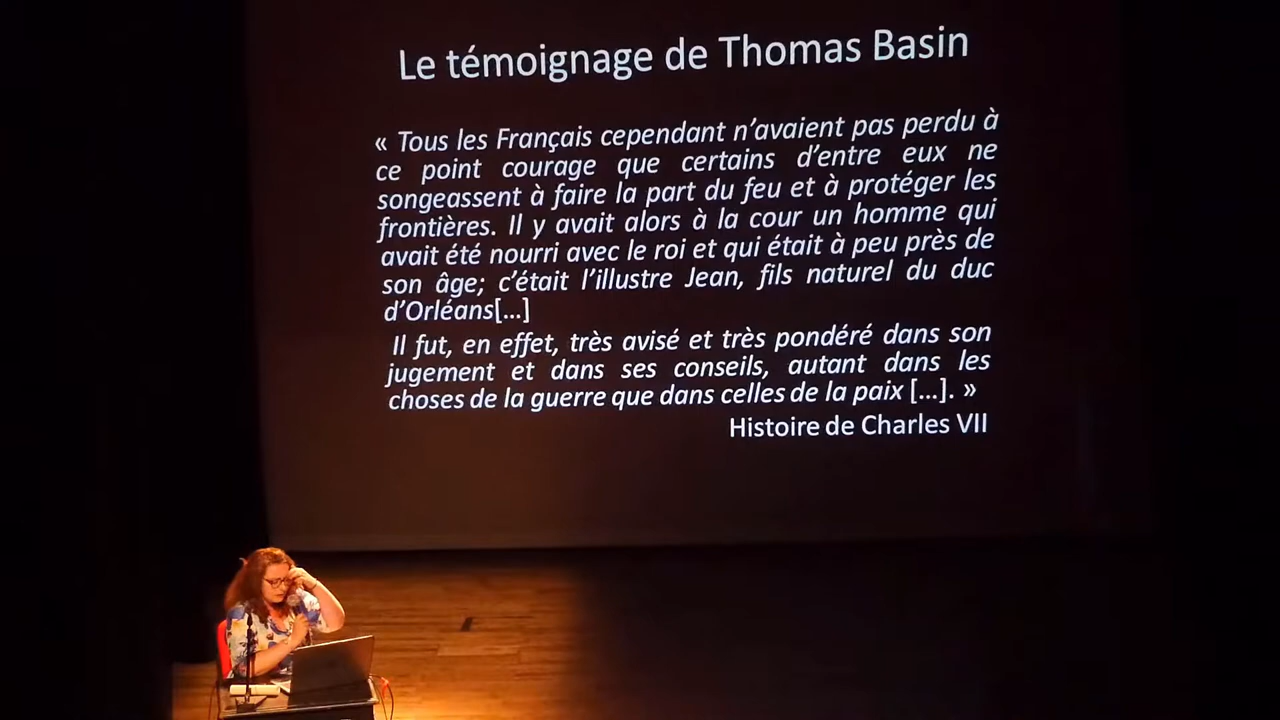 Le témoignage de Thomas Basin
« Tous les Français cependant n’avaient pas perdu à
ce point courage que certains d’entre eux ne
songeassent à faire la part du feu et à protéger les
frontières. Il y avait alors à la cour un homme qui
avait été nourri avec le roi et qui était à peu près de
son âge; c’était l’illustre Jean, fils naturel du duc
d’Orléans[...]
Il fut, en effet, très avisé et très pondéré dans son
jugement et dans ses conseils, autant dans les
choses de la guerre que dans celles de la paix [...]. »
Histoire de Charles VII